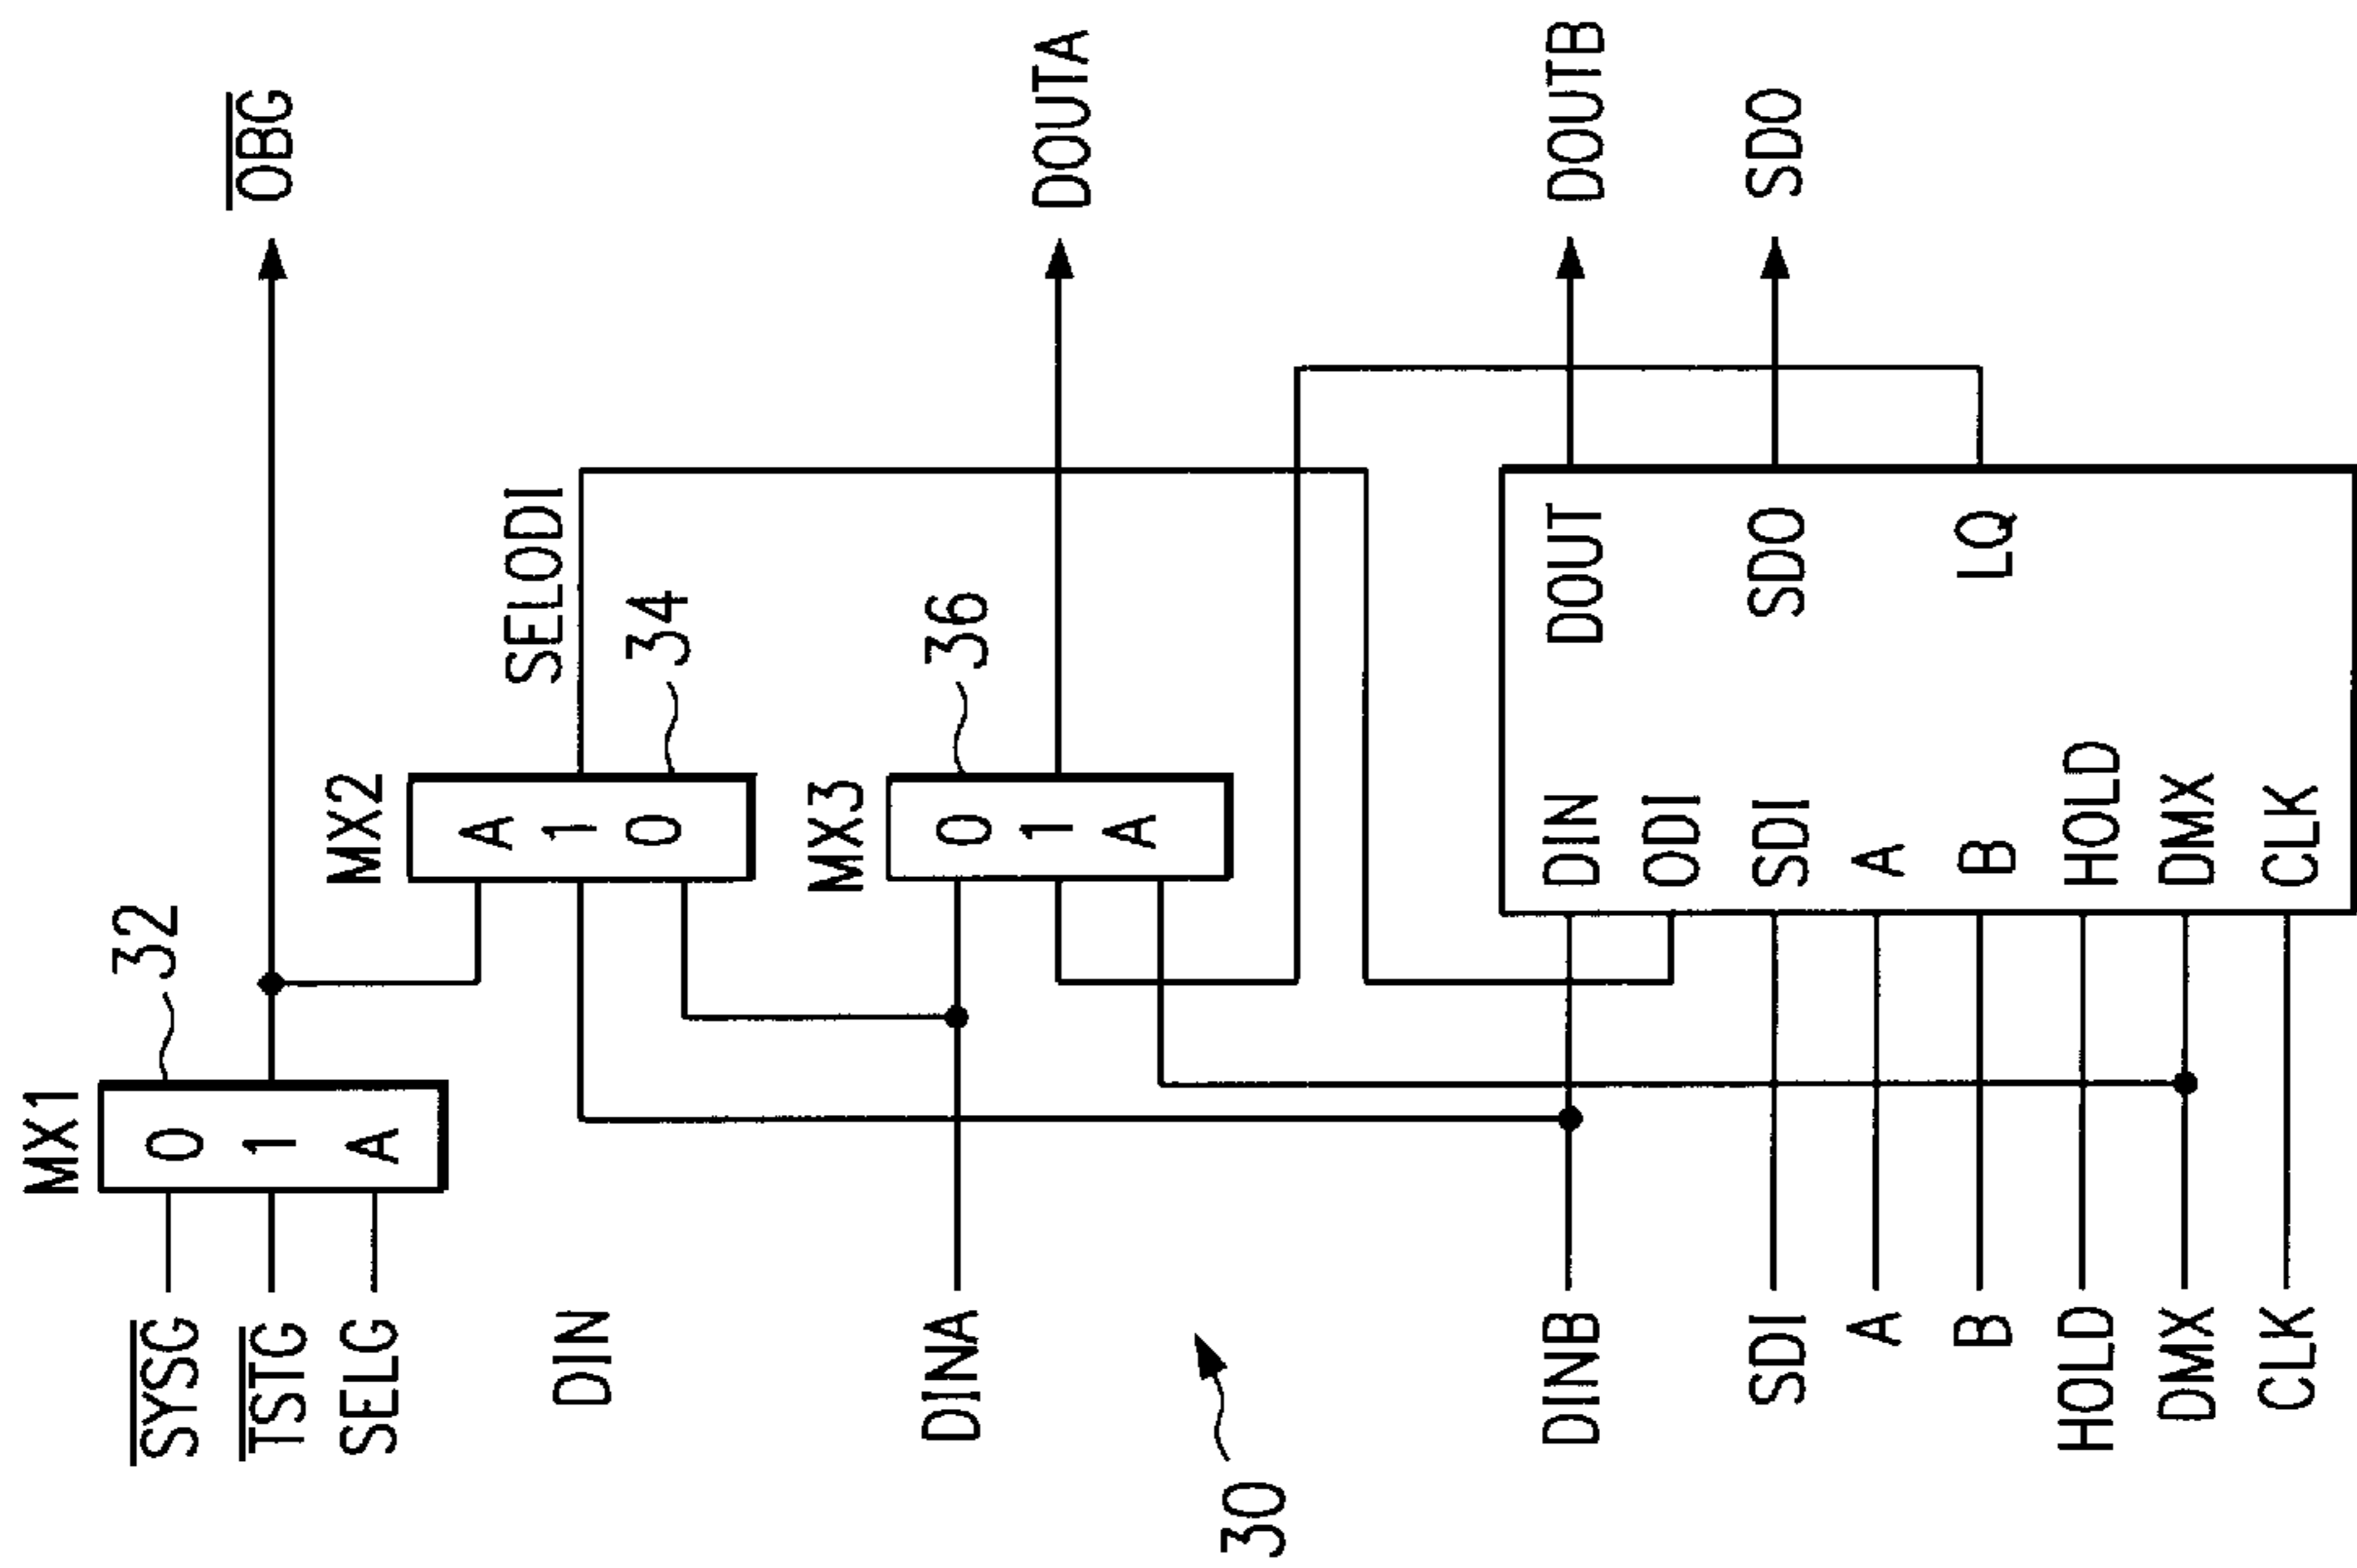 MX1
32
0
1
A
SYSG
TSTG
SELG
OBG
MX2
A
1
0
SELODI
34
DIN
MX3
0
1
A
36
DINA
DOUTA
30
DIN
ODI
SDI
A
B
HOLD
DMX
CLK
DOUT
SDO
LQ
DINB
SDI
A
B
HOLD
DMX
CLK
DOUTB
SDO